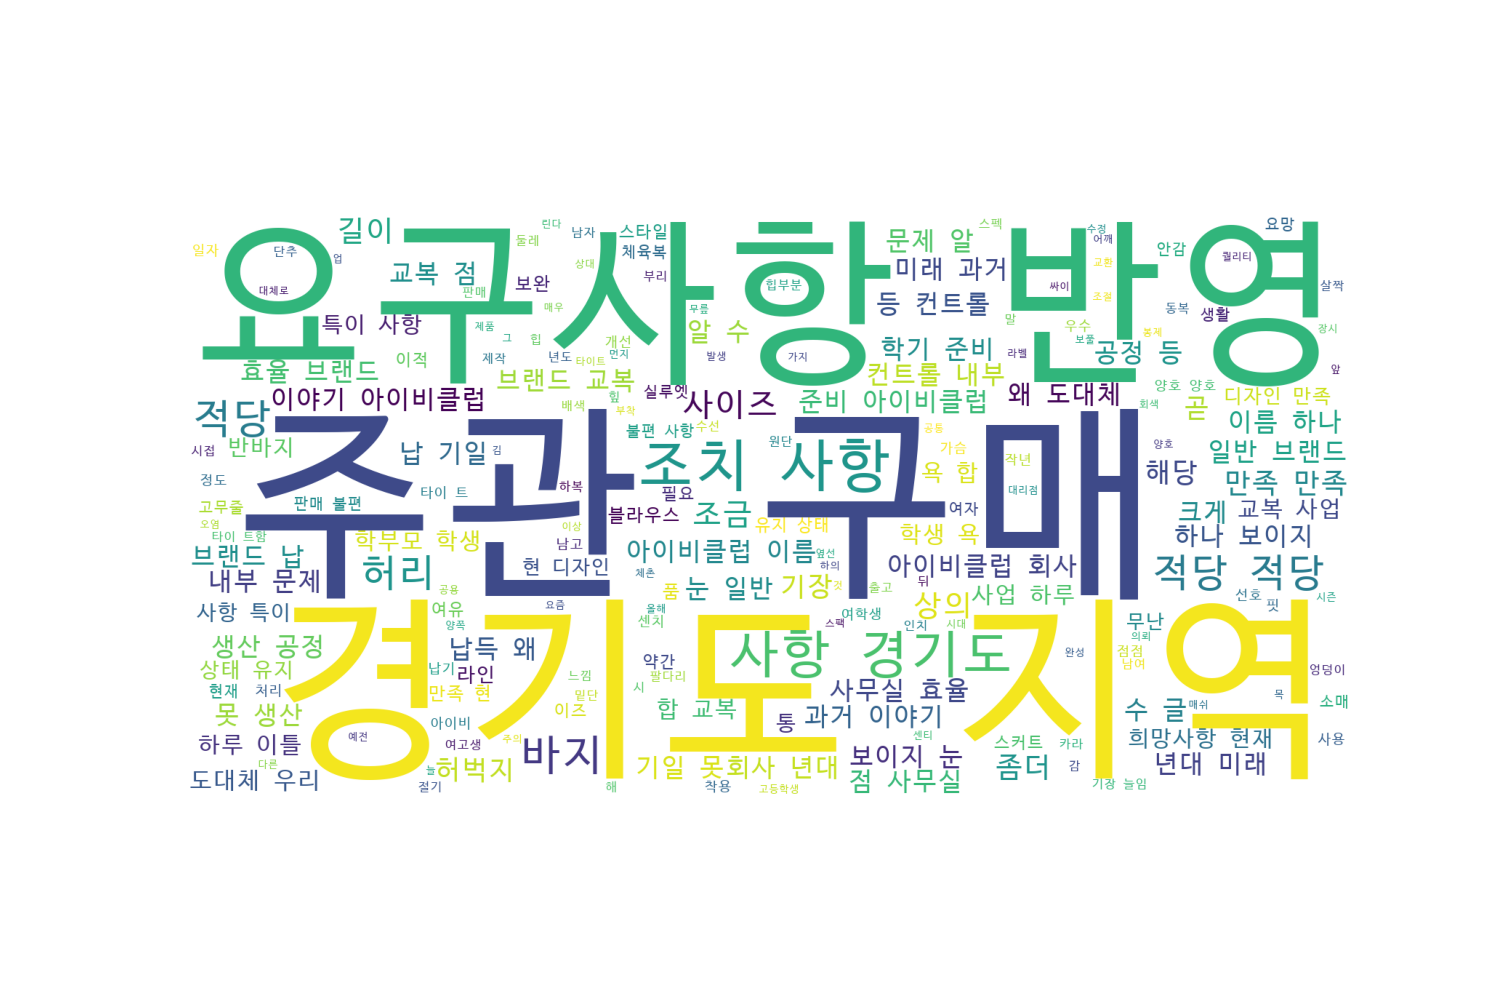 일자 단추 업 길이 린다 둘레 남자 스타일 체육복 상대 부리 스펙 문제 알 수정 어깨 안감 요망
요구사항반영
대체로 교복 점 판매 보완 매우 무릎 힙부분 미래 과거 등 컨트롤 싸이 교환 조절 퀄리티 살짝 동복 생활
특이 사항 제품 그 힙 개선 알 수 말 우수 봉제 장시
효율 브랜드 이적 제작 년도 타이트 먼지 발생 가지 학기 준비 라벨 보풀 공정 등 앞
브랜드 교복 실루엣 컨트롤 내부 왜 도대체 양호 양호 디자인 만족
적당 이야기 아이비클럽 배색 부착 사이즈 준비 아이비클럽 회색 곧 이름 하나
주관구매
시접 반바지 납 기일 김 불편 사항 수선 원단 공통 가슴 양호 일반 브랜드
조치 사항
정도 고무줄 판매 불편 타이 트 하복 필요 욕 합 작년 대리점 해당 만족 만족
오염 타이 트함 이상 블라우스 조금 유지 상태 여자 크게 교복 사업
브랜드 납 학부모 학생 남고 아이비클럽 이름 옆선 학생 욕 하나 보이지
내부 문제 허리 현 디자인 체촌 하의 아이비클럽 회사 적당 적당
공용 품 눈 일반 기장 것 출고 뒤 사업 하루 선호 핏 시즌
경기도지역
사항 특이 여유 양쪽 요즘 올해 센치 여학생 스팩 인치 상의 시대 무난 의뢰
생산 공정 납득 왜 약간 사항 경기도 완성 점점 남여 엉덩이
상태 유지 납기 라인 느낌 팔다리
현재 처리 만족 현 밑단 시 사무실 효율 목 매쉬 소매
못 생산 아이비 이즈 합 교복 통 과거 이야기 수 글
하루 이틀 예전 여고생 주의 바지 센티 스커트 카라 희망사항 현재 사용
다른 늘 허벅지 기일 못회사 년대 보이지 눈 좀더 감 년대 미래
도대체 우리 절기 해 착용 고등학생 점 사무실 기장 늘임